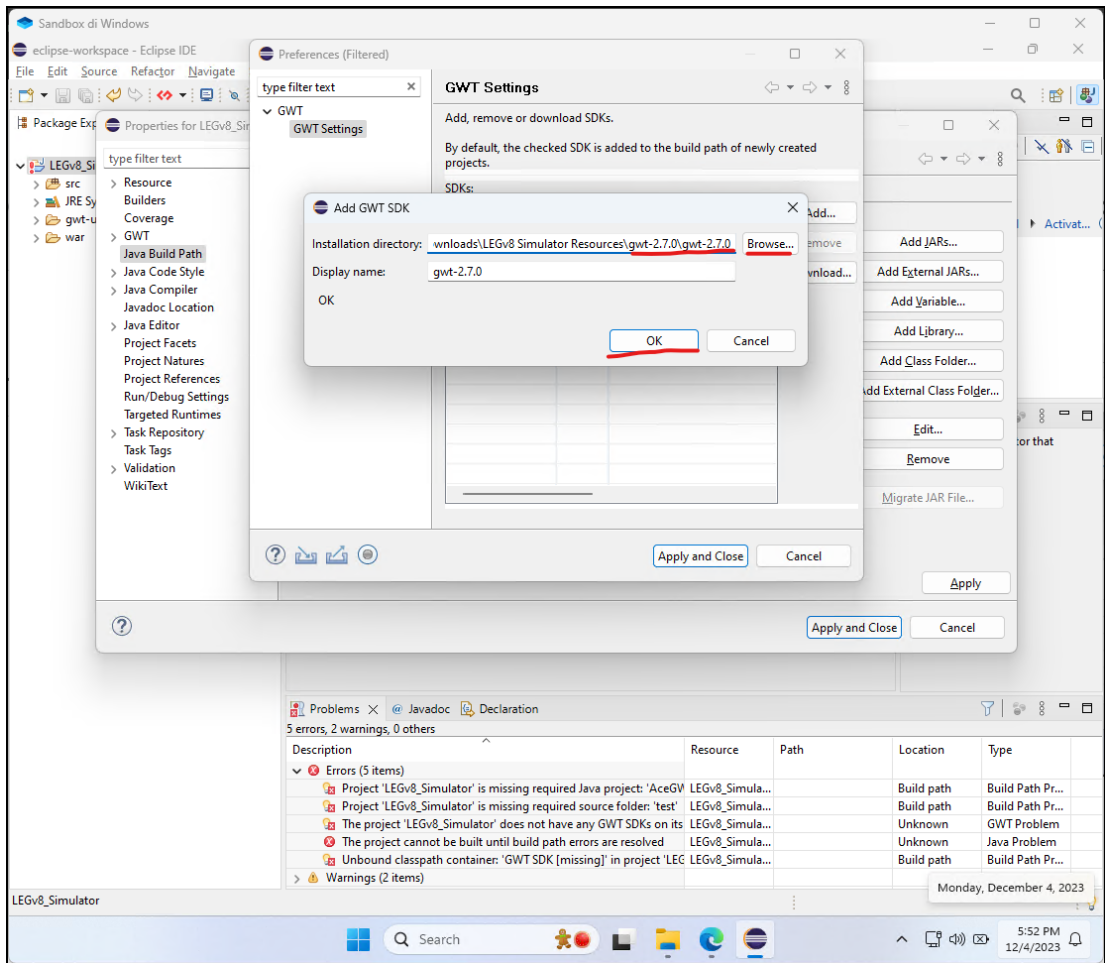 Sandbox di Windows
eclipse-workspace - Eclipse IDE
File Edit Source Refactor Navigate
Package Exp
LEGv8_Si
src
JRE Sy
gwt-u
war
Properties for LEGv8_Sir
type filter text
Resource
Builders
Coverage
GWT
Java Build Path
Java Code Style
Java Compiler
Javadoc Location
Java Editor
Project Facets
Project Natures
Project References
Run/Debug Settings
Targeted Runtimes
Task Repository
Task Tags
Validation
WikiText
Preferences (Filtered)
type filter text
GWT
GWT Settings
GWT Settings
Add, remove or download SDKs.
By default, the checked SDK is added to the build path of newly created
projects.
SDKs:
Add...
emove
wnload...
Add GWT SDK
Installation directory: wnloads\LEGv8 Simulator Resources\gwt-2.7.0\gwt-2.7.0 Browse...
Display name: gwt-2.7.0
OK
OK Cancel
Apply and Close Cancel
Add JARs...
Add External JARs...
Add Variable...
Add Library...
Add Class Folder...
Add External Class Folder...
Edit...
Remove
Migrate JAR File...
Apply
Apply and Close Cancel
Activat...
tor that
Problems Javadoc Declaration
5 errors, 2 warnings, 0 others
Description Resource Path Location Type
Errors (5 items)
Project 'LEGv8_Simulator' is missing required Java project: 'AceGW LEGv8_Simula... Build path Build Path Pr...
Project 'LEGv8_Simulator' is missing required source folder: 'test' LEGv8_Simula... Build path Build Path Pr...
The project 'LEGv8_Simulator' does not have any GWT SDKs on its LEGv8_Simula... Unknown GWT Problem
The project cannot be built until build path errors are resolved LEGv8_Simula... Unknown Java Problem
Unbound classpath container: 'GWT SDK [missing]' in project 'LEG LEGv8_Simula... Build path Build Path Pr...
Warnings (2 items)
Monday, December 4, 2023
LEGv8_Simulator
Search
5:52 PM
12/4/2023